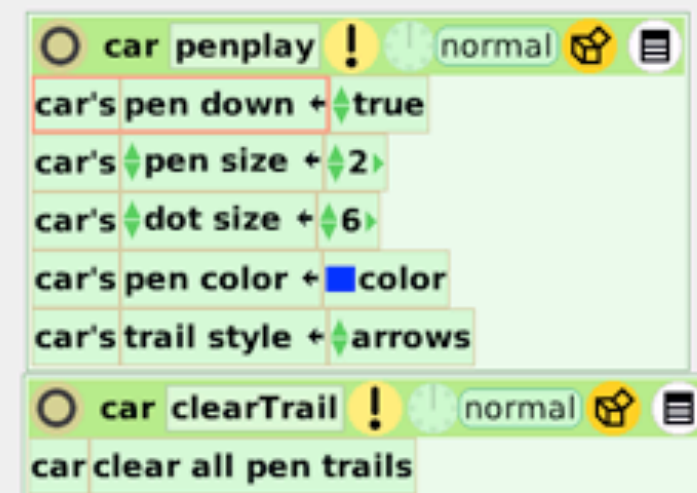 car penplay ! normal
car's pen down ← true
car's pen size ← 2
car's dot size ← 6
car's pen color ← color
car's trail style ← arrows
car clearTrail ! normal
car clear all pen trails